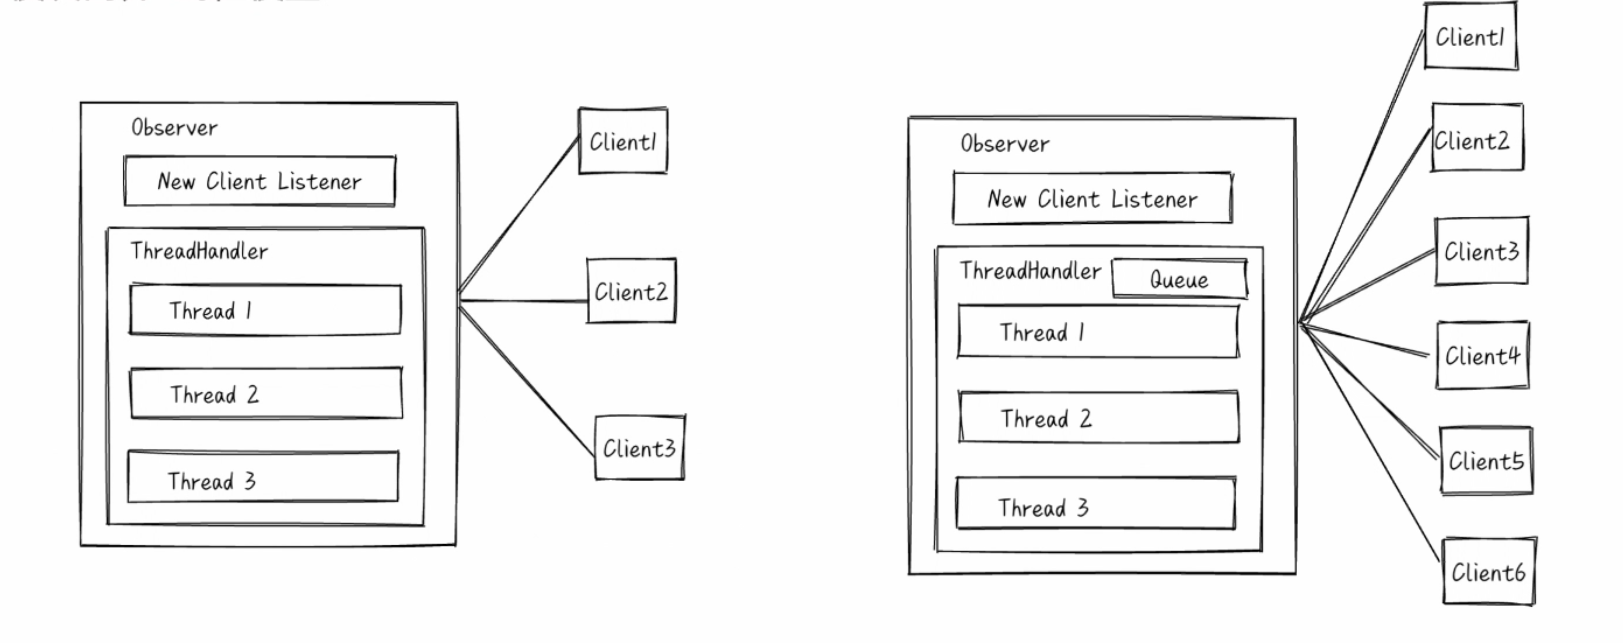 Observer
New Client Listener
ThreadHandler
Thread 1
Thread 2
Thread 3
Client1
Client2
Client3
Observer
New Client Listener
ThreadHandler
Queue
Thread 1
Thread 2
Thread 3
Client1
Client2
Client3
Client4
Client5
Client6